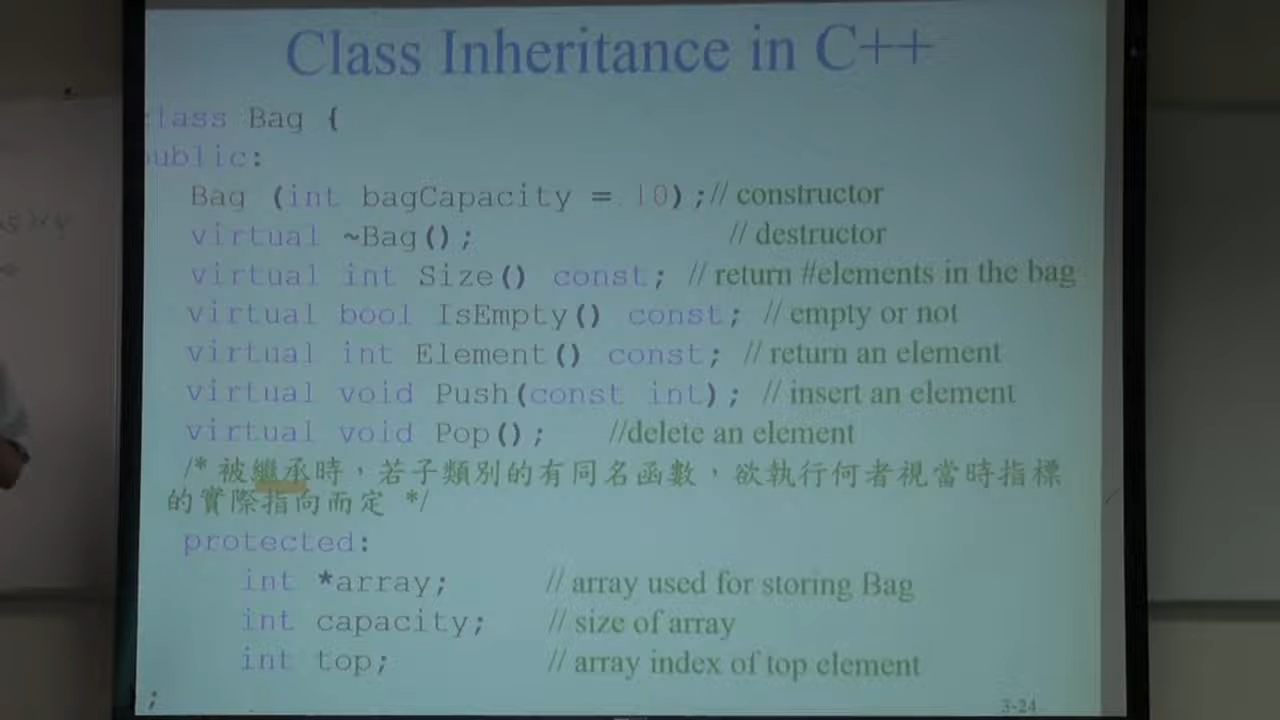 Class Inheritance in C++
class Bag {
public:
Bag (int bagCapacity = 10);// constructor
virtual ~Bag(); // destructor
virtual int Size() const; // return #elements in the bag
virtual bool IsEmpty() const; // empty or not
virtual int Element() const; // return an element
virtual void Push(const int); // insert an element
virtual void Pop(); //delete an element
/* 被繼承時，若子類別的有同名函數，欲執行何者視當時指標
的實際指向而定 */
protected:
int *array; // array used for storing Bag
int capacity; // size of array
int top; // array index of top element
;
3-24